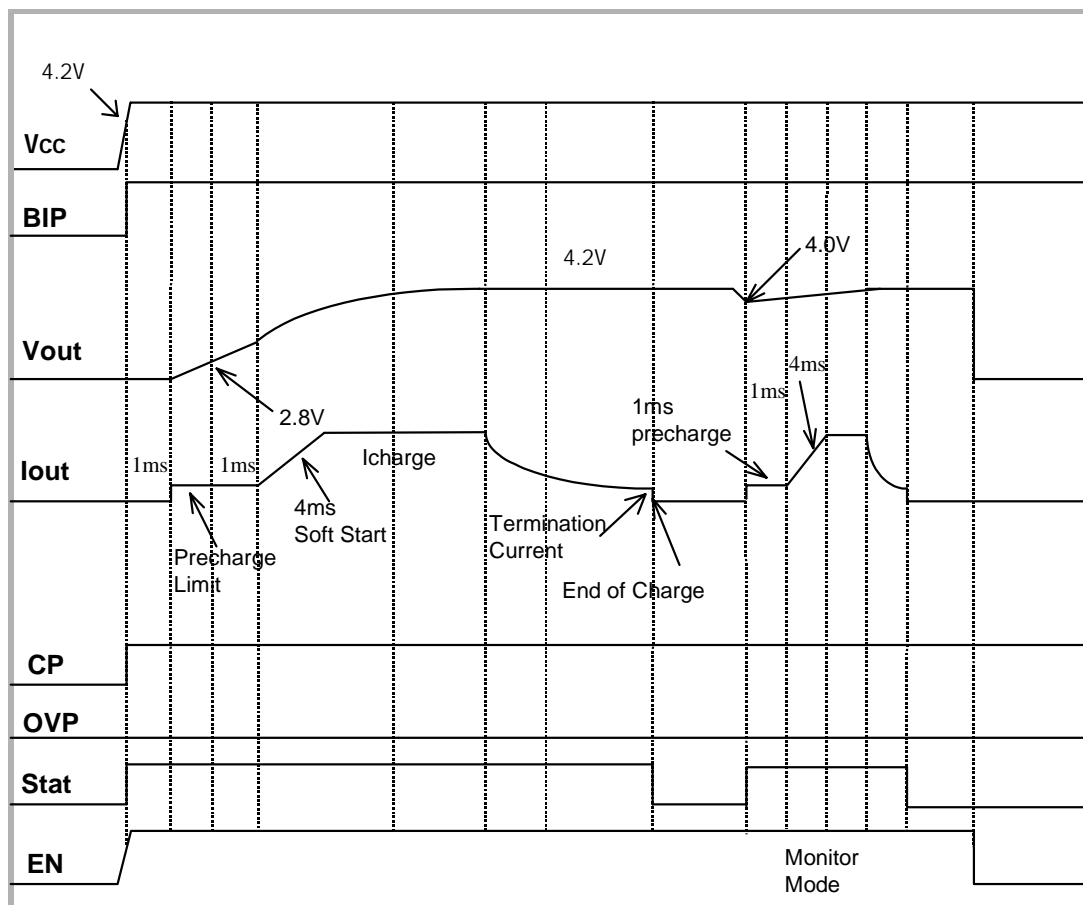 4.2V
Vcc
BIP
4.0V
4.2V
Vout
4ms
1ms
1ms
precharge
2.8V
Iout
1ms
1ms
Icharge
4ms
Soft Start
Termination
Current
Precharge
Limit
End of Charge
CP
OVP
Stat
EN
Monitor
Mode